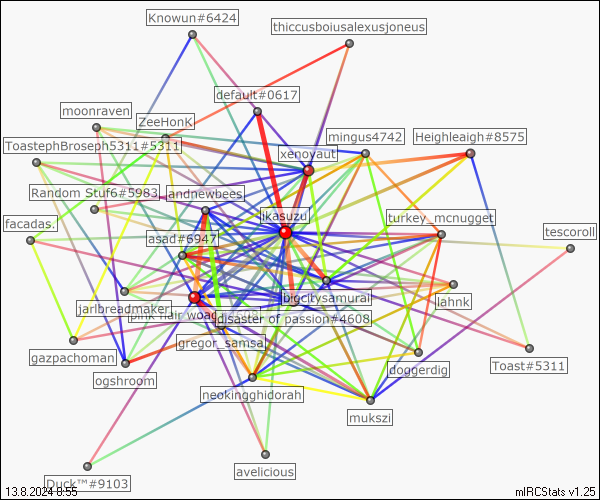 Knowun#6424
thiccusboiusalexusjoneus
default#0617
moonraven
ZeeHonK
mingus4742
Heighleaigh#8575
ToastephBroseph5311#5311
xenoyaut
Random Stuf6#5983
landnewbees
ikasuzu
turkey_mcnugget
facadas.
tescoroll
asad#6947
brocitysamurai
lahnk
jarlbreadmaker
pink hair woag
disaster of passion#4608
gregor_samsa
gazpachoman
Toast#5311
doggerdig
ogshroom
neokingghidorah
mukszi
avelicious
Duck™#9103
13.8.2024 8:55
mIRCStats v1.25